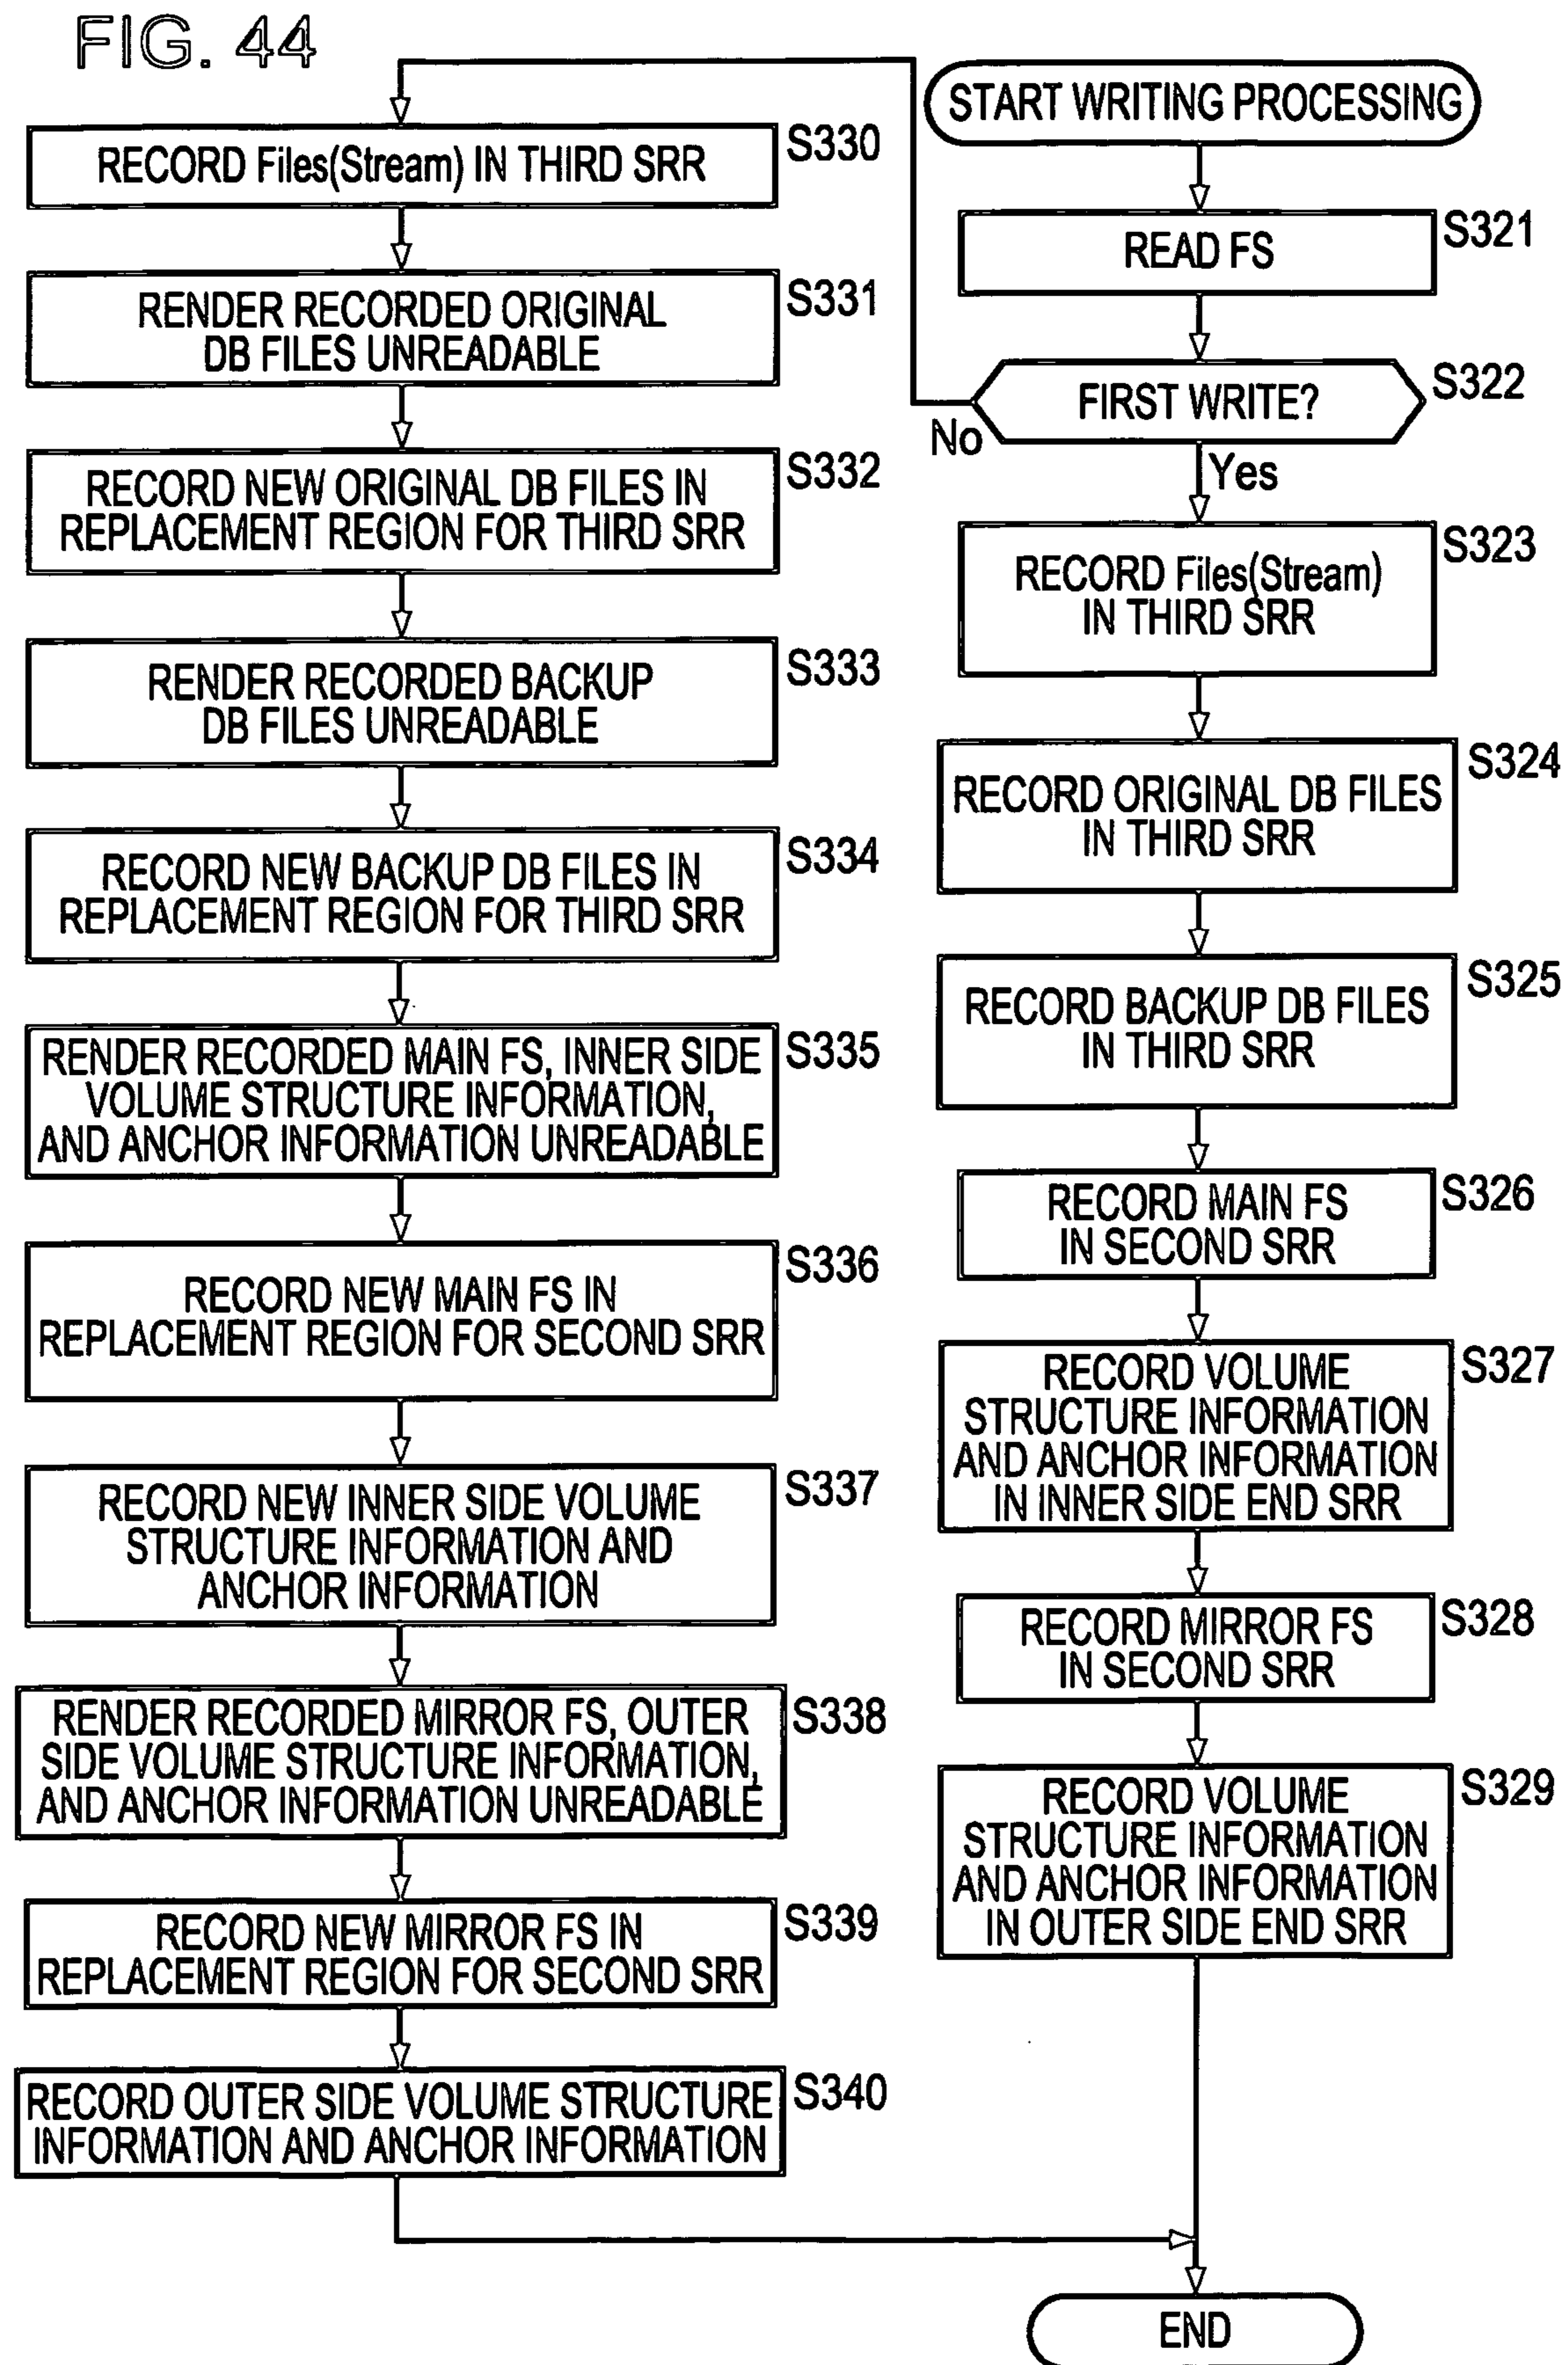 FIG. 44
START WRITING PROCESSING
READ FS
S321
FIRST WRITE?
S322
No
Yes
RECORD Files(Stream)
IN THIRD SRR
S323
RECORD ORIGINAL DB FILES
IN THIRD SRR
S324
RECORD BACKUP DB FILES
IN THIRD SRR
S325
RECORD MAIN FS
IN SECOND SRR
S326
RECORD VOLUME
STRUCTURE INFORMATION
AND ANCHOR INFORMATION
IN INNER SIDE END SRR
S327
RECORD MIRROR FS
IN SECOND SRR
S328
RECORD VOLUME
STRUCTURE INFORMATION
AND ANCHOR INFORMATION
IN OUTER SIDE END SRR
S329
RECORD Files(Stream) IN THIRD SRR
S330
RENDER RECORDED ORIGINAL
DB FILES UNREADABLE
S331
RECORD NEW ORIGINAL DB FILES IN
REPLACEMENT REGION FOR THIRD SRR
S332
RENDER RECORDED BACKUP
DB FILES UNREADABLE
S333
RECORD NEW BACKUP DB FILES IN
REPLACEMENT REGION FOR THIRD SRR
S334
RENDER RECORDED MAIN FS, INNER SIDE
VOLUME STRUCTURE INFORMATION,
AND ANCHOR INFORMATION UNREADABLE
S335
RECORD NEW MAIN FS IN
REPLACEMENT REGION FOR SECOND SRR
S336
RECORD NEW INNER SIDE VOLUME
STRUCTURE INFORMATION AND
ANCHOR INFORMATION
S337
RENDER RECORDED MIRROR FS, OUTER
SIDE VOLUME STRUCTURE INFORMATION,
AND ANCHOR INFORMATION UNREADABLE
S338
RECORD NEW MIRROR FS IN
REPLACEMENT REGION FOR SECOND SRR
S339
RECORD OUTER SIDE VOLUME STRUCTURE
INFORMATION AND ANCHOR INFORMATION
S340
END